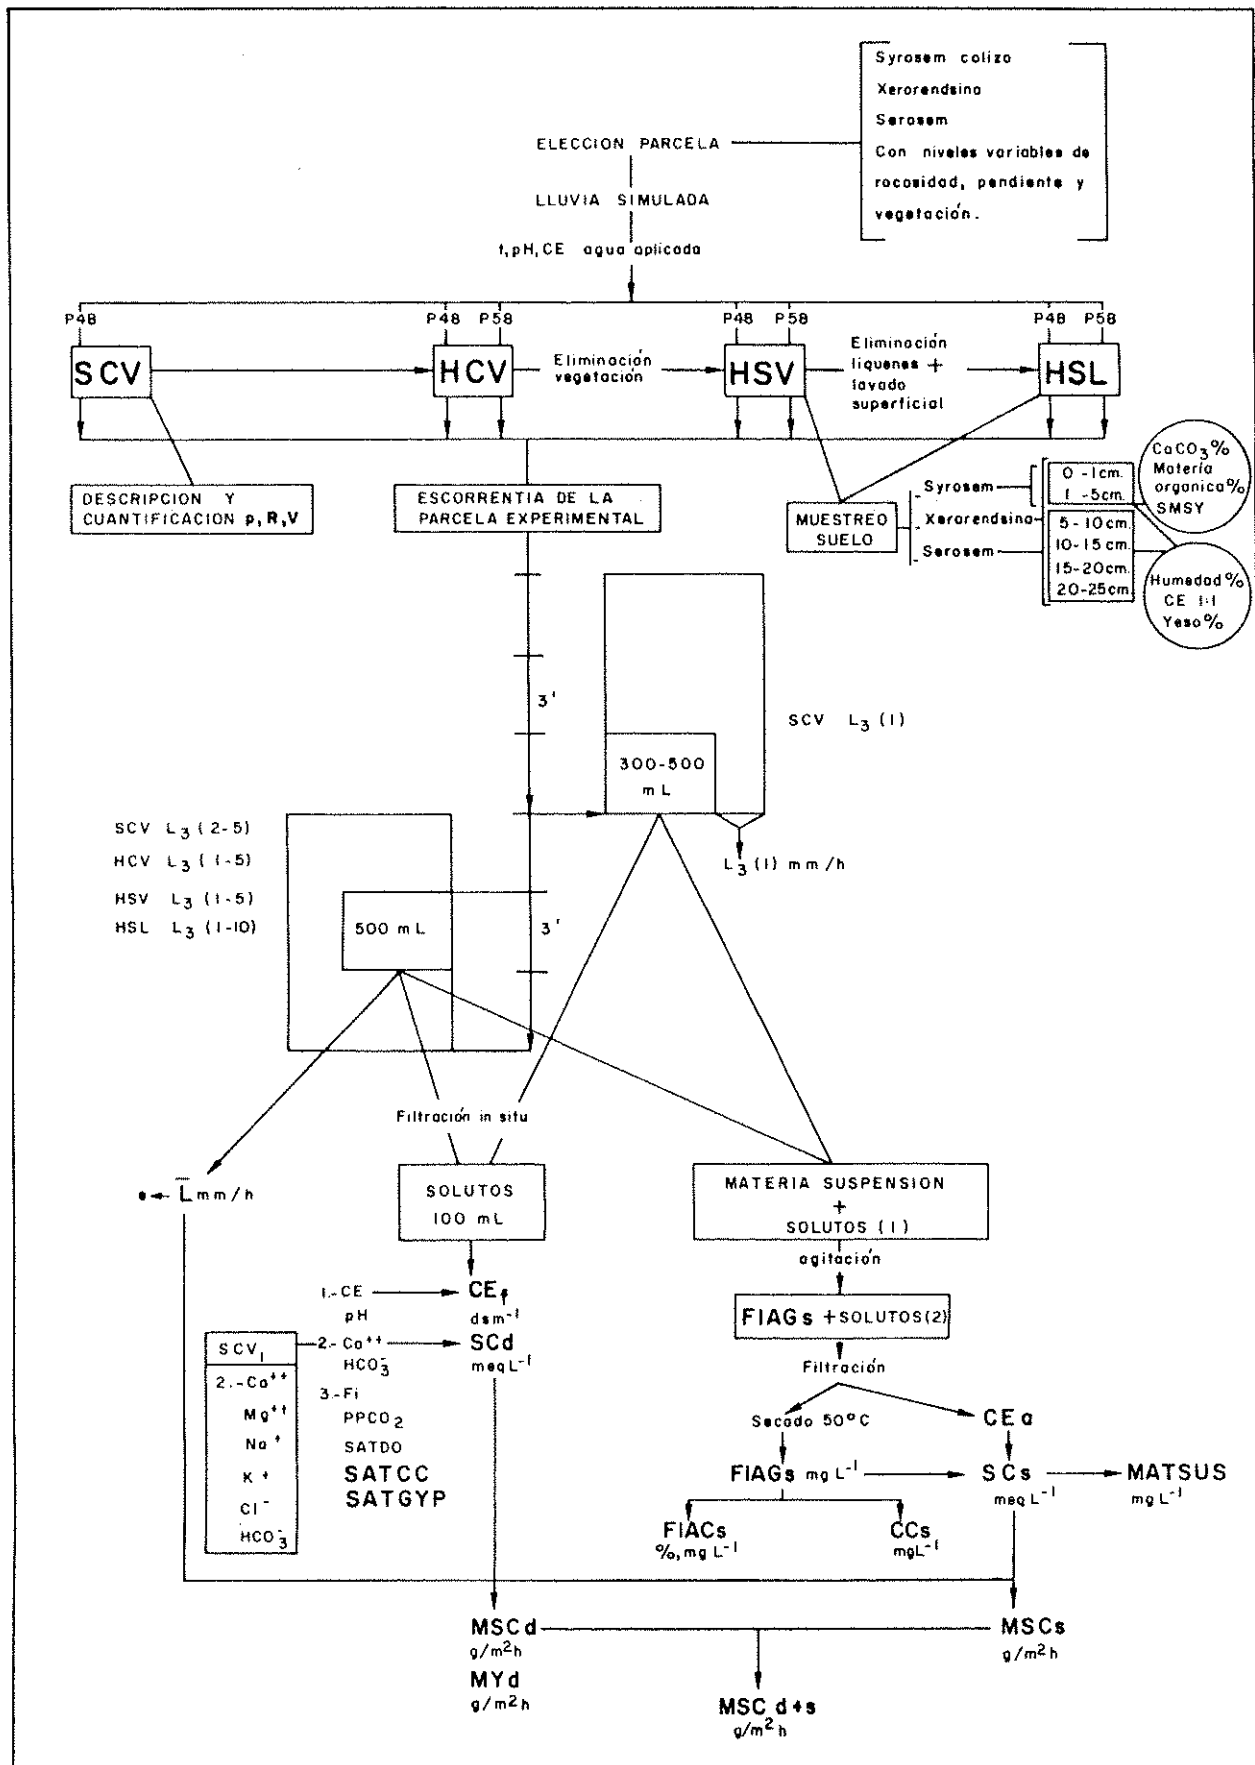 Syrosem colizo
Xerorendsina
Serosem
Con niveles variables de
rocosidad, pendiente y
vegetación.
ELECCION PARCELA
LLUVIA SIMULADA
t,pH,CE agua aplicada
P48
P48 P58
P48 P58
P48 P58
SCV
HCV
Eliminación
vegetación
HSV
Eliminación
liquenes +
lavado
superficial
HSL
DESCRIPCION Y
CUANTIFICACION p,R,V
ESCORRENTIA DE LA
PARCELA EXPERIMENTAL
MUESTREO
SUELO
Syrosem
Xerorendsina
Serosem
0 -1cm.
1 -5cm.
5-10cm.
10-15cm.
15-20cm.
20-25cm.
CaCO3%
Materia
organica%
SMSY
Humedad%
CE 1:1
Yeso%
3'
SCV L3 (1)
300-500
mL
L3 (1) mm/h
SCV L3 (2-5)
HCV L3 (1-5)
HSV L3 (1-5)
HSL L3 (1-10)
500 mL
3'
Filtración in situ
L̅ mm/h
SOLUTOS
100 mL
MATERIA SUSPENSION
+
SOLUTOS (1)
agitación
1.-CE
pH
CEf
dsm-1
FIAGs +SOLUTOS(2)
SCV1
2.-Ca++
HCO3-
SCd
meqL-1
Filtración
2.-Ca++
Mg++
Na+
K+
Cl-
HCO3-
3.-Fi
PPCO2
SATDO
SATCC
SATGYP
Secado 50°C
CEa
FIAGs mg L-1
SCs
meq L-1
MATSUS
mg L-1
FIACs
%,mg L-1
CCs
mgL-1
MSCd
g/m2h
MYd
g/m2h
MSCs
g/m2h
MSC d+s
g/m2h